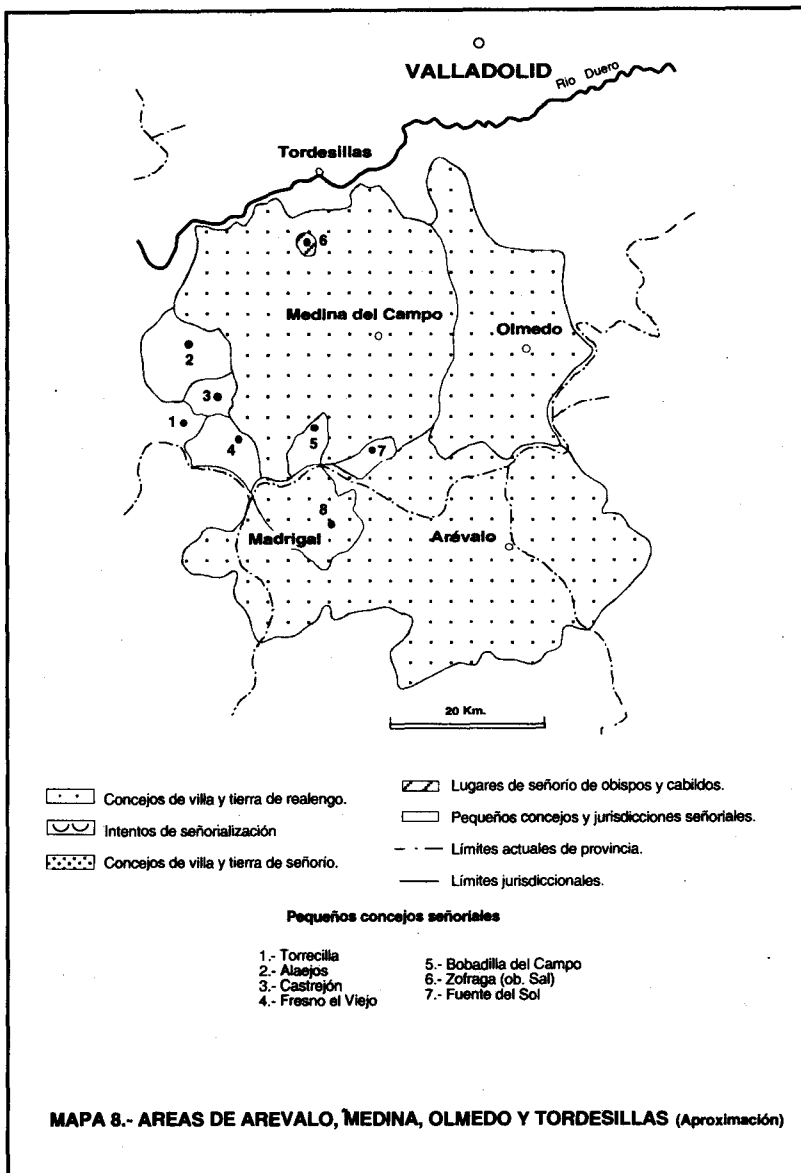 VALLADOLID
Rio Duero
Tordesillas
6
Medina del Campo
Olmedo
2
3
1
4
5
7
8
Madrigal
Arévalo
20 Km.
Concejos de villa y tierra de realengo.
Intentos de señorialización
Concejos de villa y tierra de señorío.
Lugares de señorío de obispos y cabildos.
Pequeños concejos y jurisdicciones señoriales.
Límites actuales de provincia.
Límites jurisdiccionales.
Pequeños concejos señoriales
1.- Torrecilla
2.- Alaejos
3.- Castrejón
4.- Fresno el Viejo
5.- Bobadilla del Campo
6.- Zofraga (ob. Sal)
7.- Fuente del Sol
MAPA 8.- AREAS DE AREVALO, MEDINA, OLMEDO Y TORDESILLAS (Aproximación)